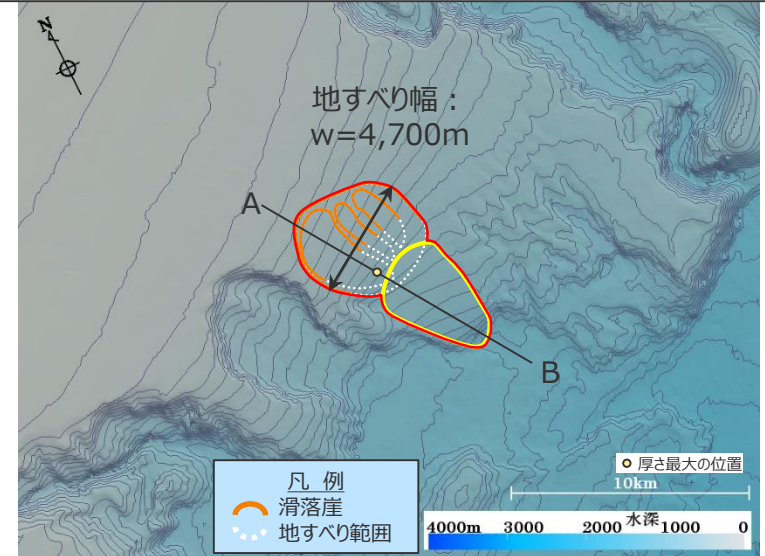 N
地すべり幅：
w=4,700m
A
B
厚さ最大の位置
10km
凡 例
滑落崖
地すべり範囲
水深
4000m 3000 2000 1000 0